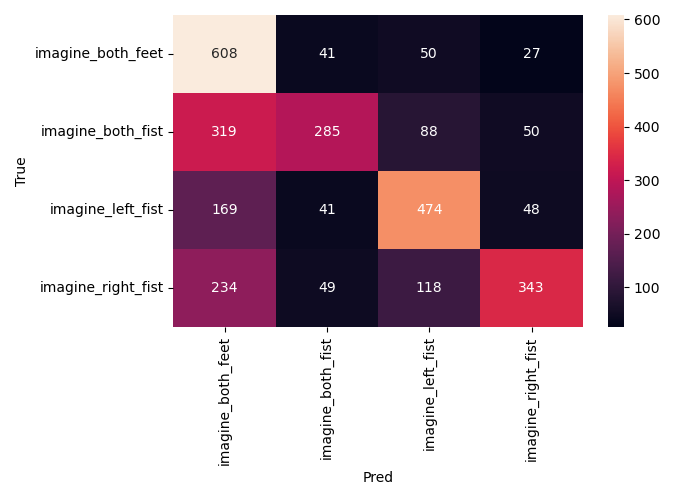 imagine_both_feet
608 41 50 27
imagine_both_fist
319 285 88 50
imagine_left_fist
169 41 474 48
imagine_right_fist
234 49 118 343
True
imagine_both_feet
imagine_both_fist
imagine_left_fist
imagine_right_fist
Pred
600
500
400
300
200
100